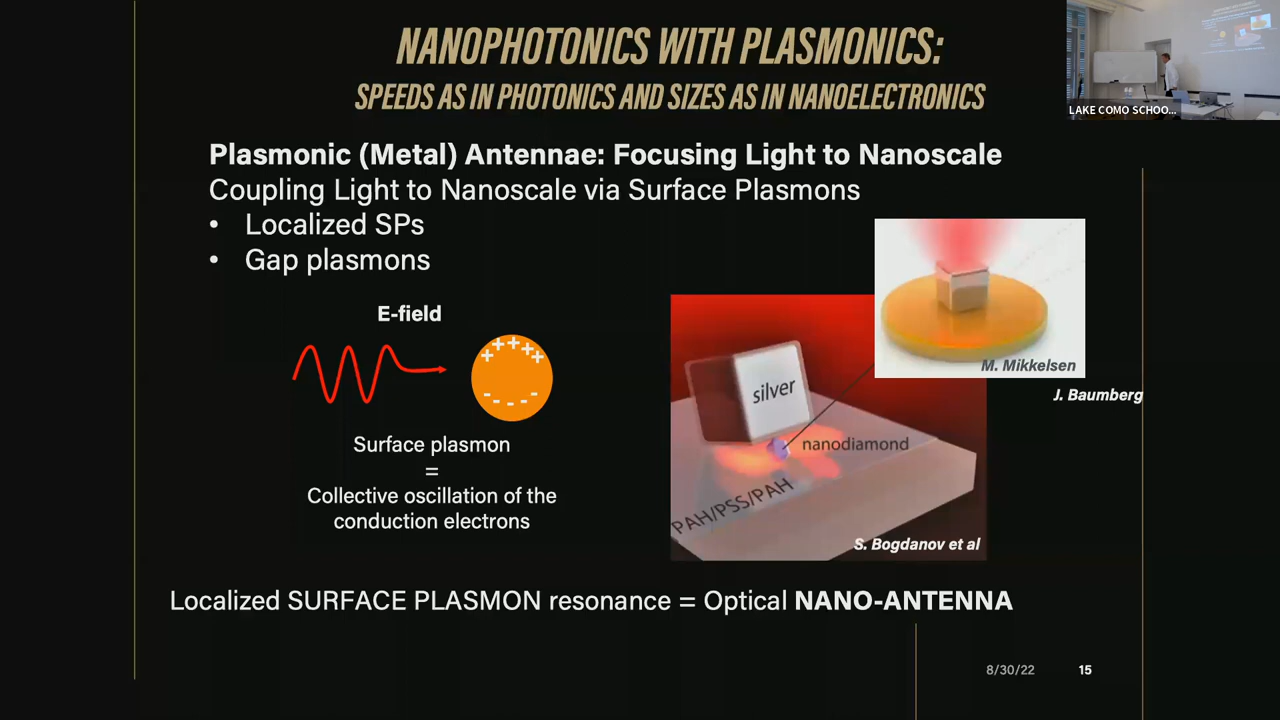 NANOPHOTONICS WITH PLASMONICS:
SPEEDS AS IN PHOTONICS AND SIZES AS IN NANOELECTRONICS
LAKE COMO SCHOO...
Plasmonic (Metal) Antennae: Focusing Light to Nanoscale
Coupling Light to Nanoscale via Surface Plasmons
• Localized SPs
• Gap plasmons
E-field
+ + + + +
- - - - -
Surface plasmon
=
Collective oscillation of the
conduction electrons
M. Mikkelsen
J. Baumberg
silver
nanodiamond
PAH/PSS/PAH
S. Bogdanov et al
Localized SURFACE PLASMON resonance = Optical NANO-ANTENNA
8/30/22 15